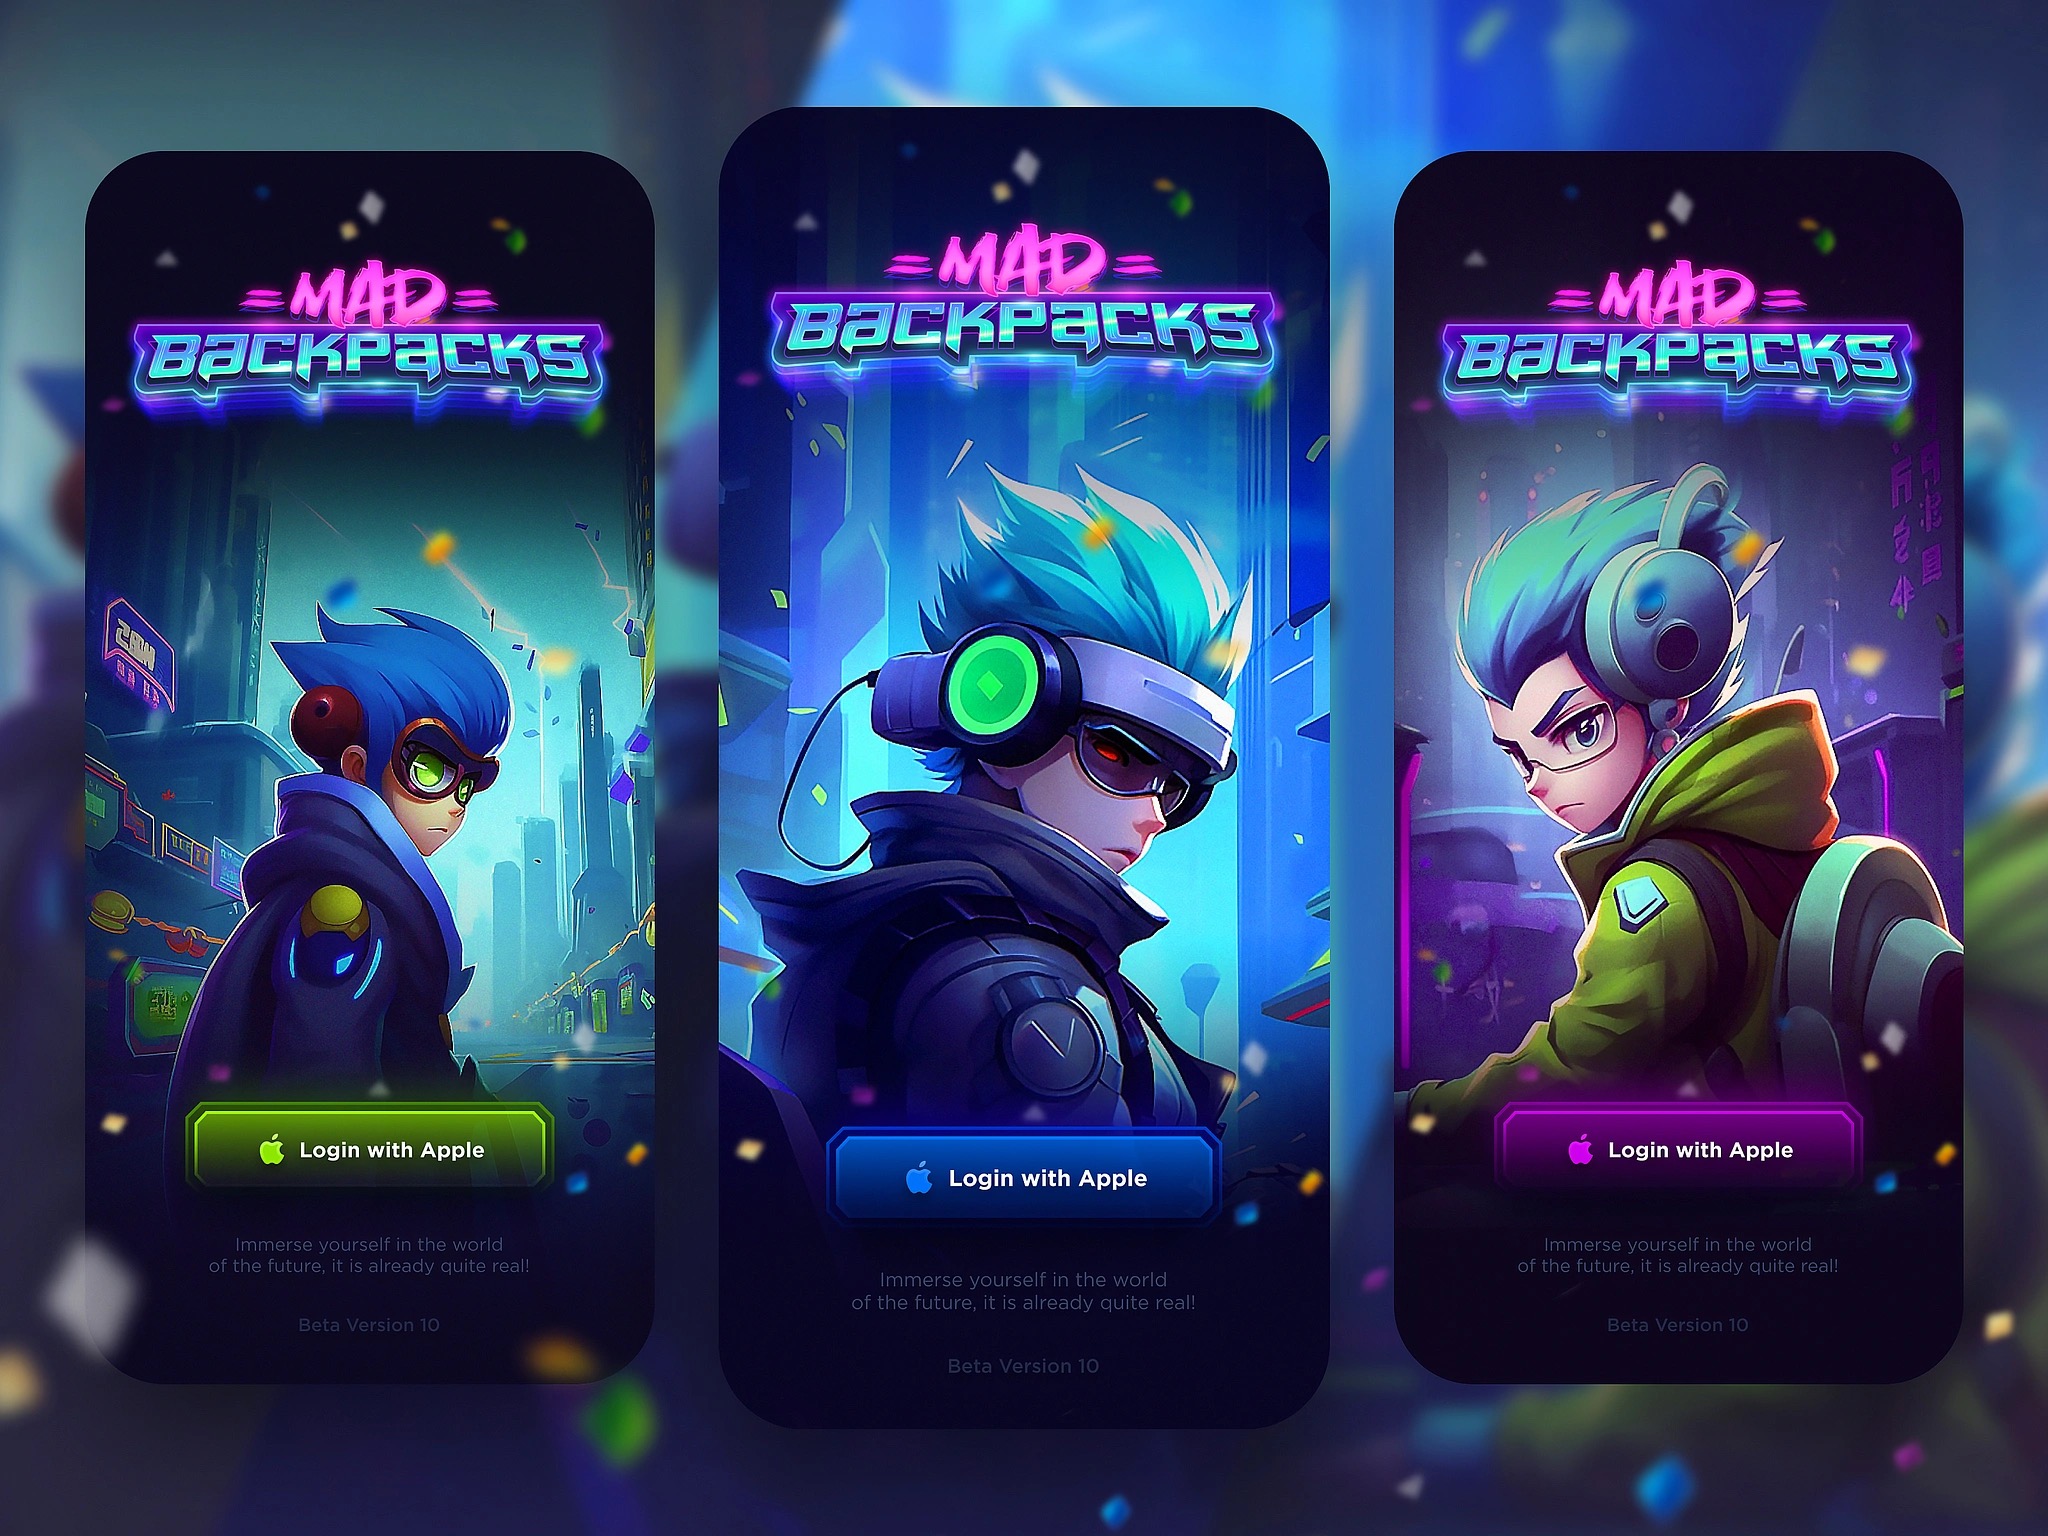 MAD
BACKPACKS
Login with Apple
Immerse yourself in the world
of the future, it is already quite real!
Beta Version 10
MAD
BACKPACKS
Login with Apple
Immerse yourself in the world
of the future, it is already quite real!
Beta Version 10
MAD
BACKPACKS
Login with Apple
Immerse yourself in the world
of the future, it is already quite real!
Beta Version 10